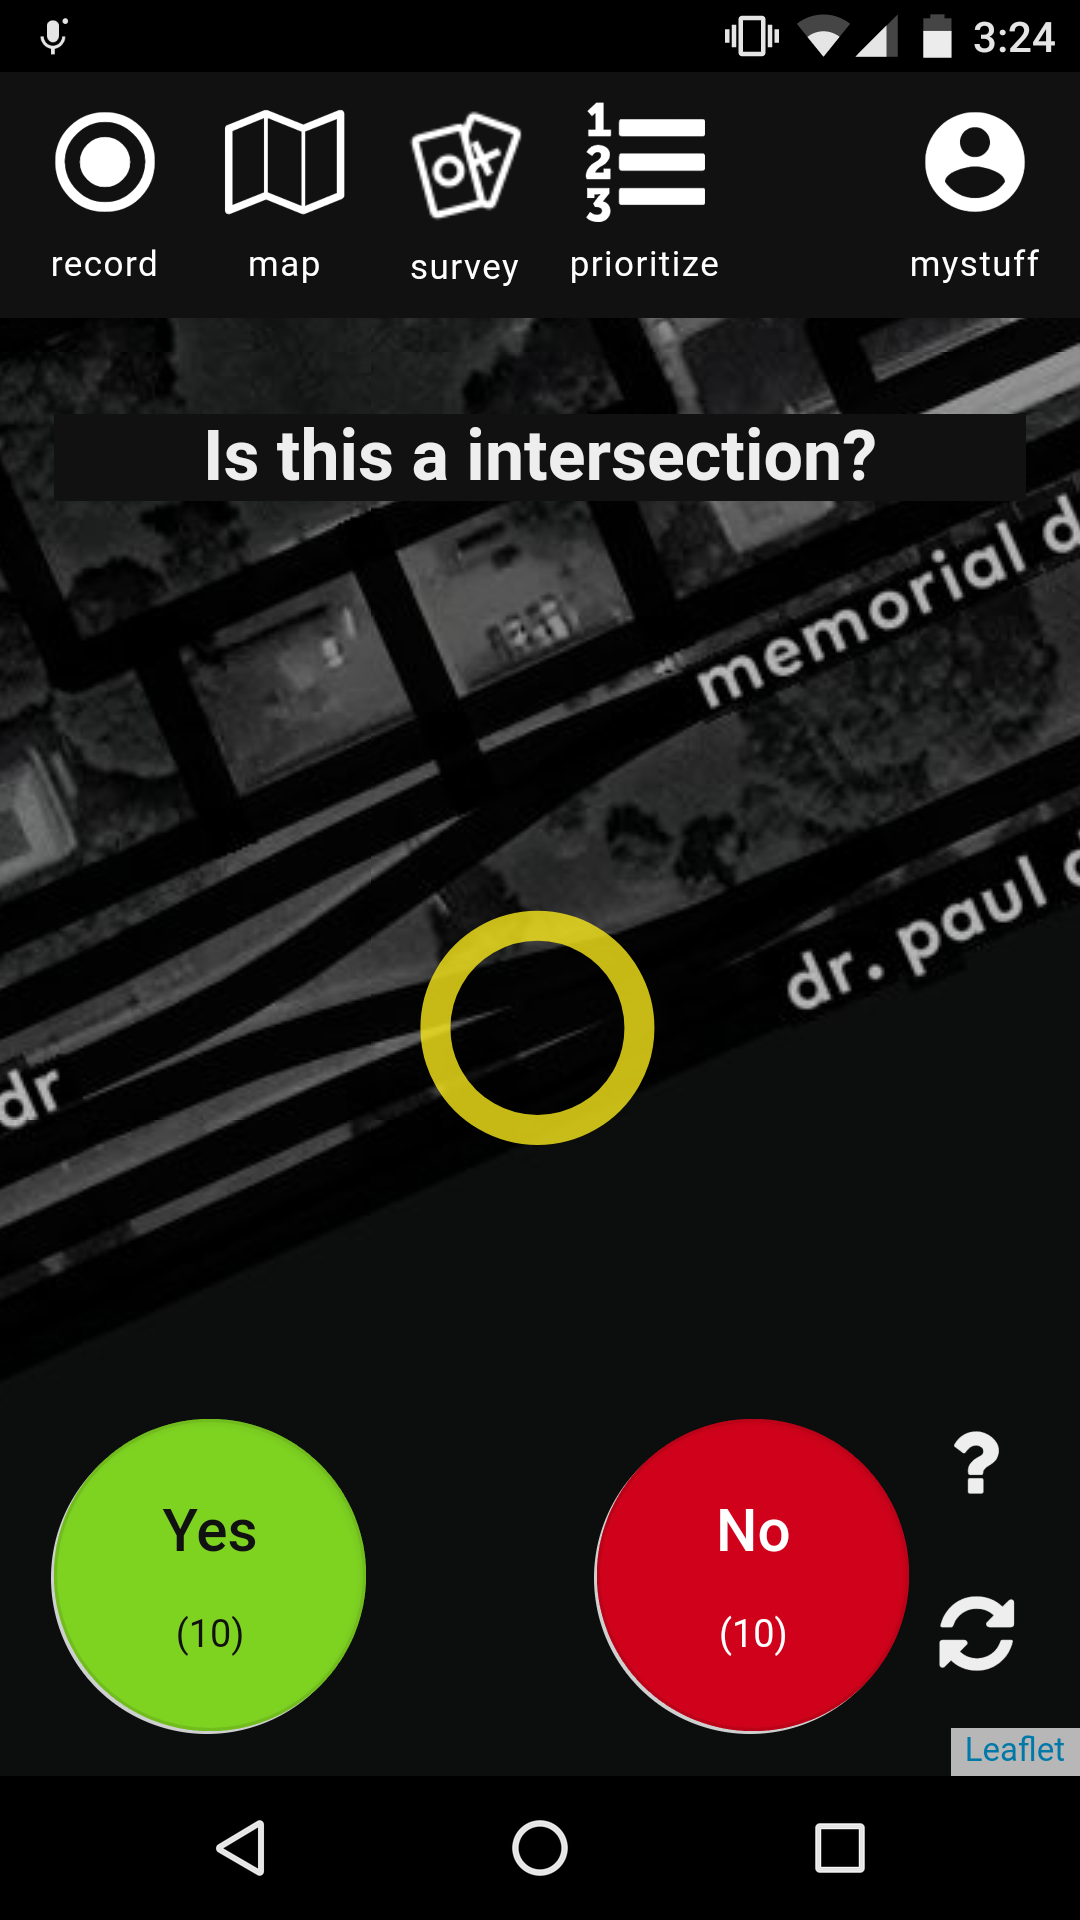 3:24
record map survey prioritize mystuff
Is this a intersection?
memorial d
dr. paul
dr
Yes No
?
(10) (10)
Leaflet